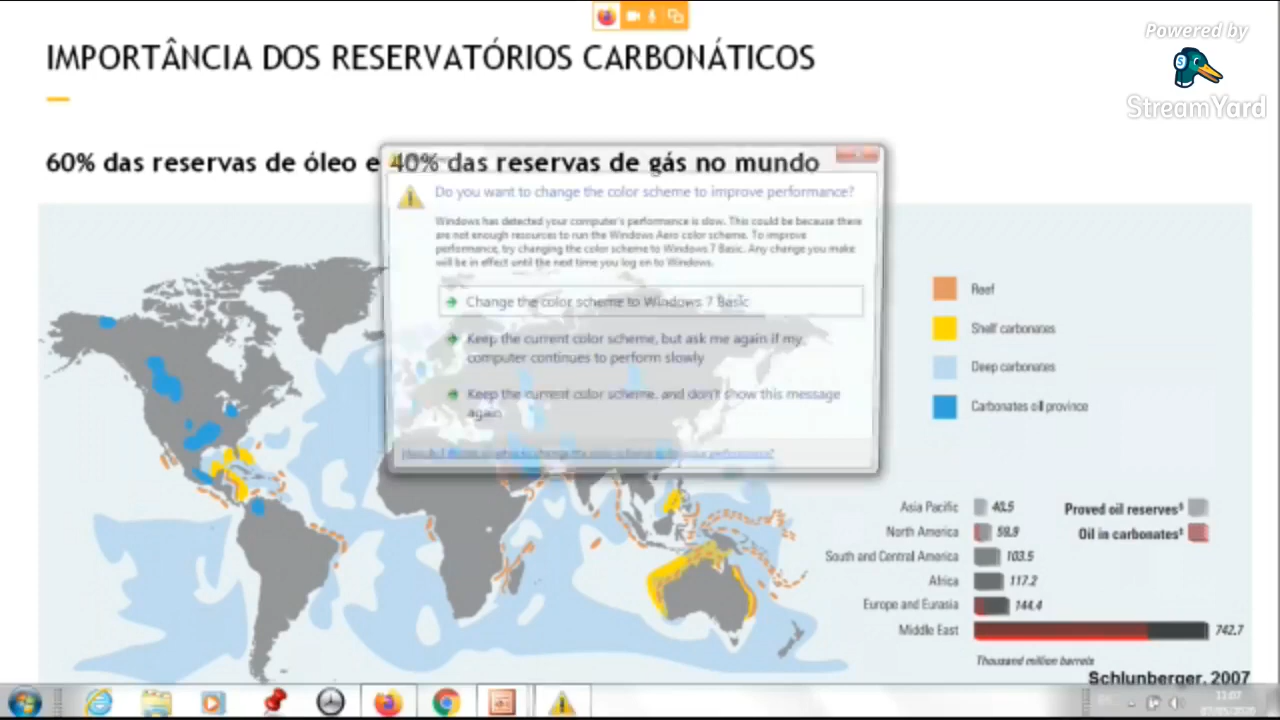 IMPORTÂNCIA DOS RESERVATÓRIOS CARBONÁTICOS
Powered by
StreamYard
60% das reservas de óleo e 40% das reservas de gás no mundo
Do you want to change the color scheme to improve performance?
Windows has detected your computer's performance is slow. This could be because there
are not enough resources to run the Windows Aero color scheme. To improve
performance, try changing the color scheme to Windows 7 Basic. Any change you make
will be in effect until the next time you log on to Windows.
Change the color scheme to Windows 7 Basic
Keep the current color scheme, but ask me again if my
computer continues to perform slowly
Keep the current color scheme, and don't show this message
again
Reef
Shelf carbonates
Deep carbonates
Carbonates oil province
Asia Pacific 40.5
North America 59.9
South and Central America 103.5
Africa 117.2
Europe and Eurasia 144.4
Middle East 742.7
Proved oil reserves
Oil in carbonates
Thousand million barrels
Schlunberger, 2007
11:07